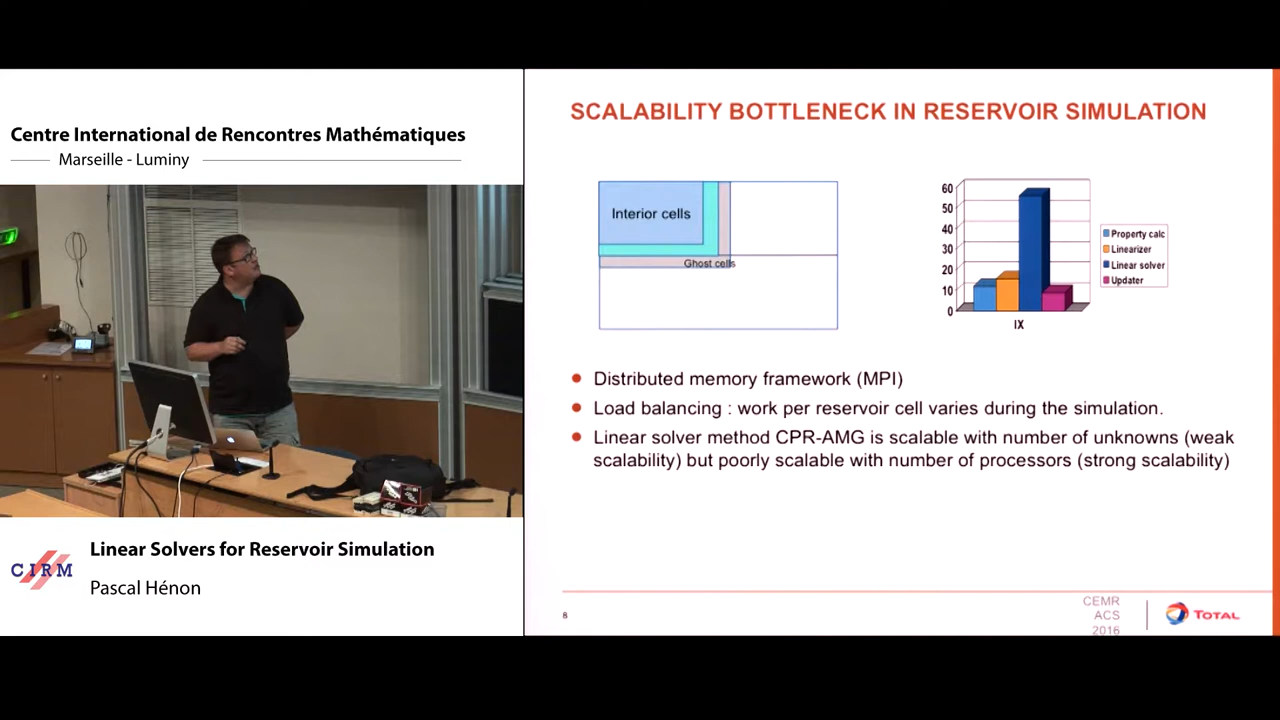 Centre International de Rencontres Mathématiques
Marseille - Luminy
SCALABILITY BOTTLENECK IN RESERVOIR SIMULATION
Interior cells
Ghost cells
60
50
40
30
20
10
0
IX
Property calc
Linearizer
Linear solver
Updater
Distributed memory framework (MPI)
Load balancing : work per reservoir cell varies during the simulation.
Linear solver method CPR-AMG is scalable with number of unknowns (weak
scalability) but poorly scalable with number of processors (strong scalability)
Linear Solvers for Reservoir Simulation
CIRM
Pascal Hénon
8
CEMR
ACS
2016
TOTAL